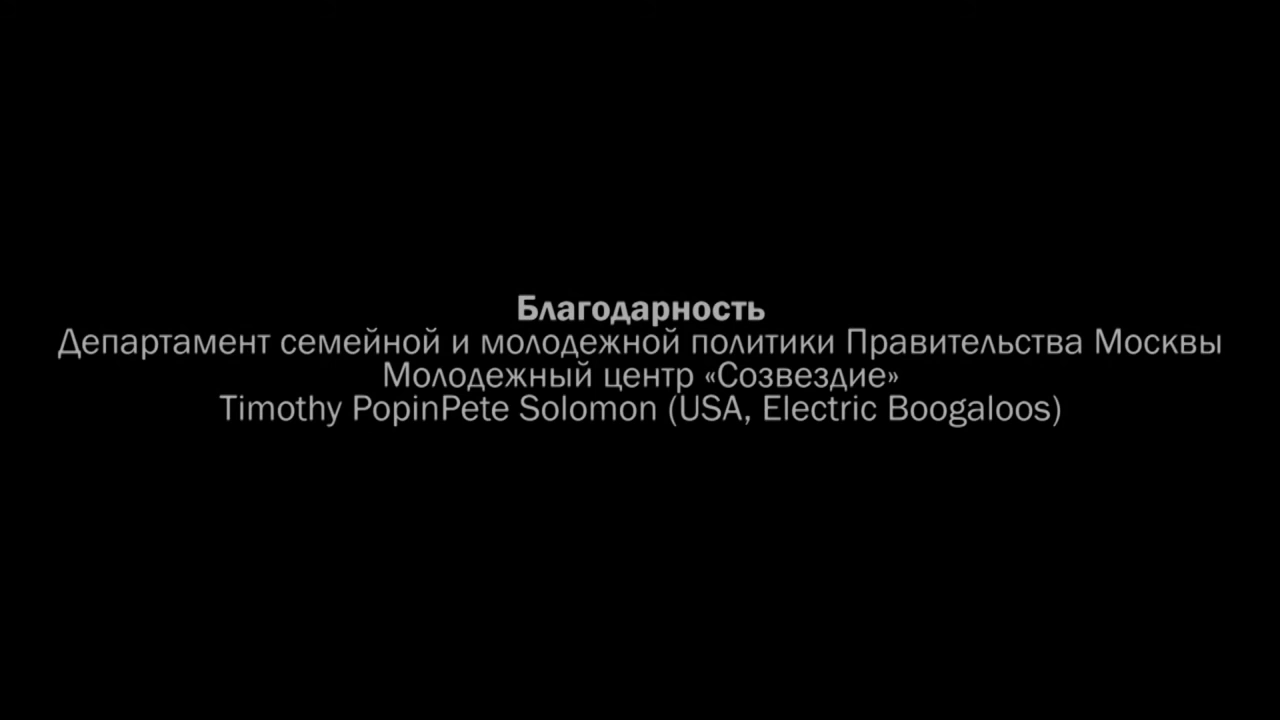 Благодарность
Департамент семейной и молодежной политики Правительства Москвы
Молодежный центр «Созвездие»
Timothy PopinPete Solomon (USA, Electric Boogaloos)